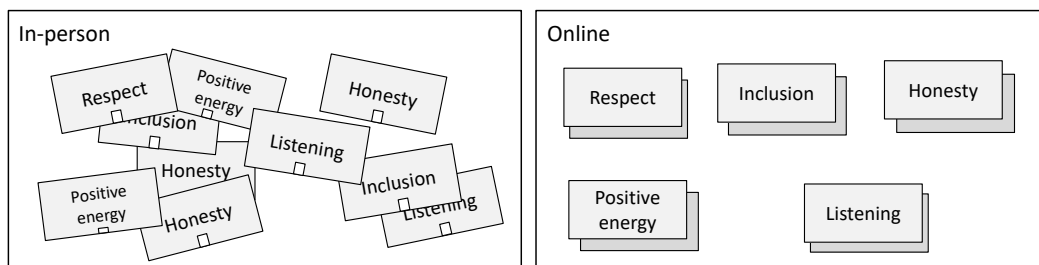 In-person
Respect
Positive
energy
Honesty
Inclusion
Listening
Honesty
Inclusion
Positive
energy
Honesty
Listening
Online
Respect
Inclusion
Honesty
Positive
energy
Listening